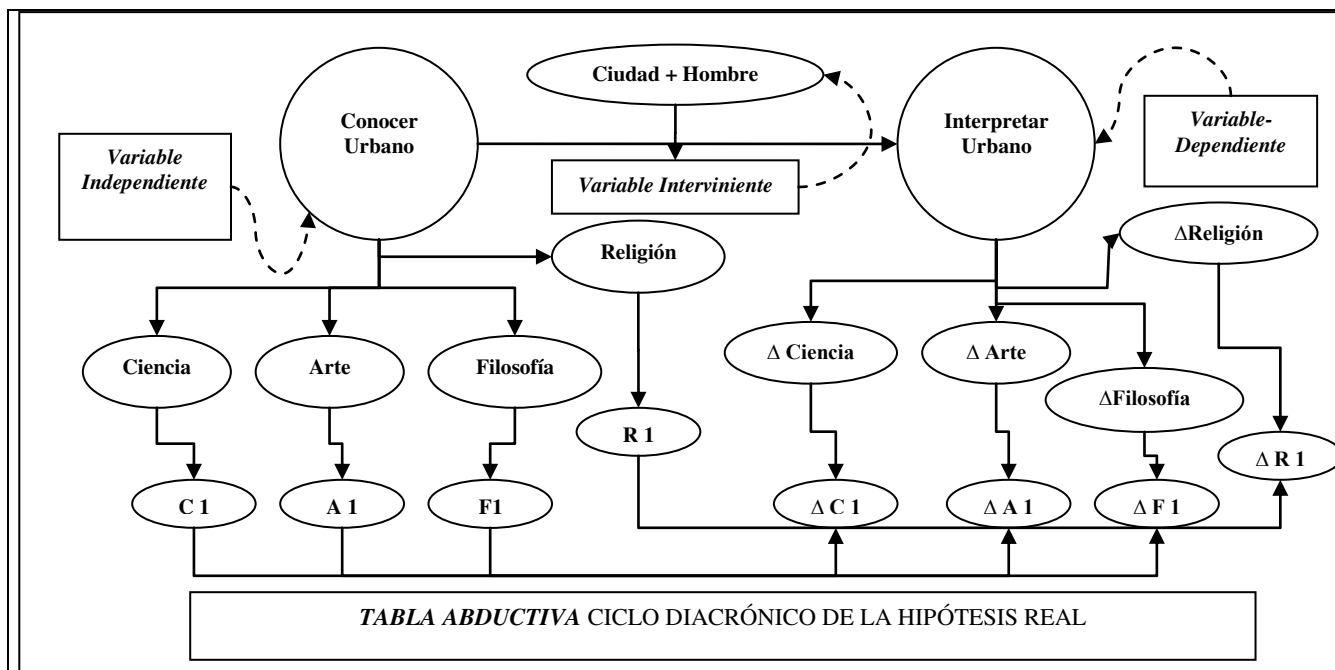 Ciudad + Hombre
Conocer
Urbano
Interpretar
Urbano
Variable-
Dependiente
Variable
Independiente
Variable Interviniente
Religión
∆Religión
Ciencia
Arte
Filosofía
∆ Ciencia
∆ Arte
∆Filosofía
R 1
∆ R 1
C 1
A 1
F1
∆ C 1
∆ A 1
∆ F 1
TABLA ABDUCTIVA CICLO DIACRÓNICO DE LA HIPÓTESIS REAL